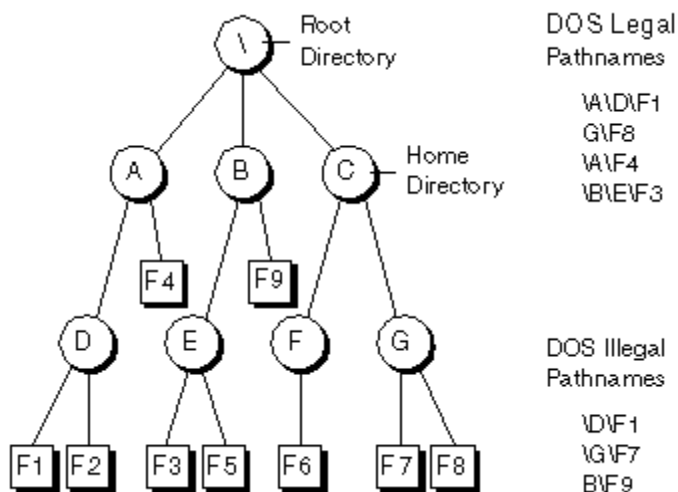 \
Root
Directory
A
B
C
Home
Directory
F4
F9
D
E
F
G
F1
F2
F3
F5
F6
F7
F8
DOS Legal
Pathnames
\A\D\F1
G\F8
\A\F4
\B\E\F3
DOS Illegal
Pathnames
\D\F1
\G\F7
B\F9